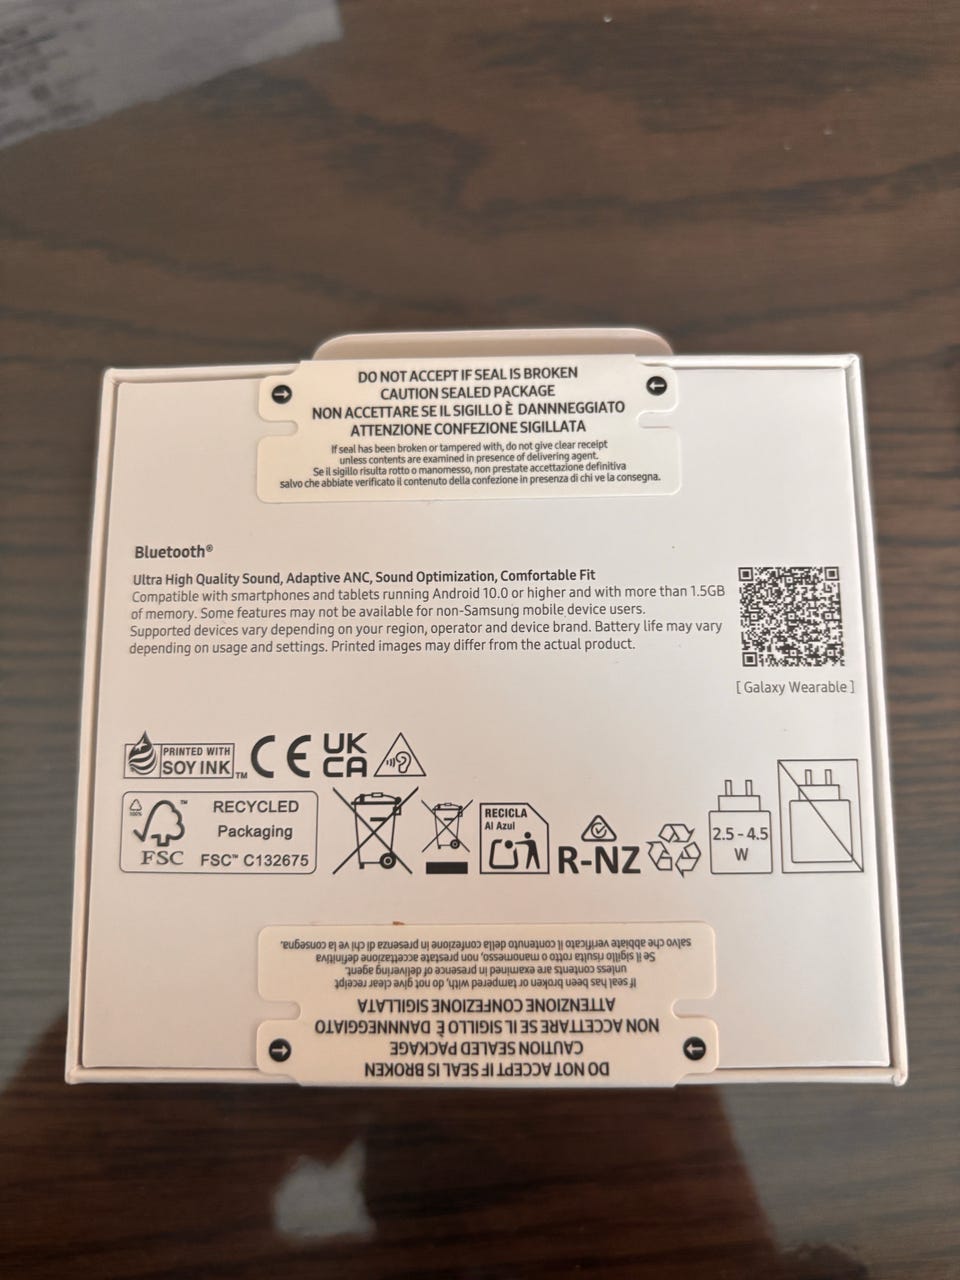 DO NOT ACCEPT IF SEAL IS BROKEN
CAUTION SEALED PACKAGE
NON ACCETTARE SE IL SIGILLO È DANNNEGGIATO
ATTENZIONE CONFEZIONE SIGILLATA
If seal has been broken or tampered with, do not give clear receipt
unless contents are examined in presence of delivering agent.
Se il sigillo risulta rotto o manomesso, non prestate accettazione definitiva
salvo che abbiate verificato il contenuto della confezione in presenza di chi ve la consegna.
Bluetooth®
Ultra High Quality Sound, Adaptive ANC, Sound Optimization, Comfortable Fit
Compatible with smartphones and tablets running Android 10.0 or higher and with more than 1.5GB
of memory. Some features may not be available for non-Samsung mobile device users.
Supported devices vary depending on your region, operator and device brand. Battery life may vary
depending on usage and settings. Printed images may differ from the actual product.
[ Galaxy Wearable ]
PRINTED WITH
SOY INK™
CE
UK
CA
100%
FSC™
RECYCLED
Packaging
FSC™ C132675
RECICLA
Al Azul
R-NZ
2.5 - 4.5
W
DO NOT ACCEPT IF SEAL IS BROKEN
CAUTION SEALED PACKAGE
NON ACCETTARE SE IL SIGILLO È DANNNEGGIATO
ATTENZIONE CONFEZIONE SIGILLATA
If seal has been broken or tampered with, do not give clear receipt
unless contents are examined in presence of delivering agent.
Se il sigillo risulta rotto o manomesso, non prestate accettazione definitiva
salvo che abbiate verificato il contenuto della confezione in presenza di chi ve la consegna.